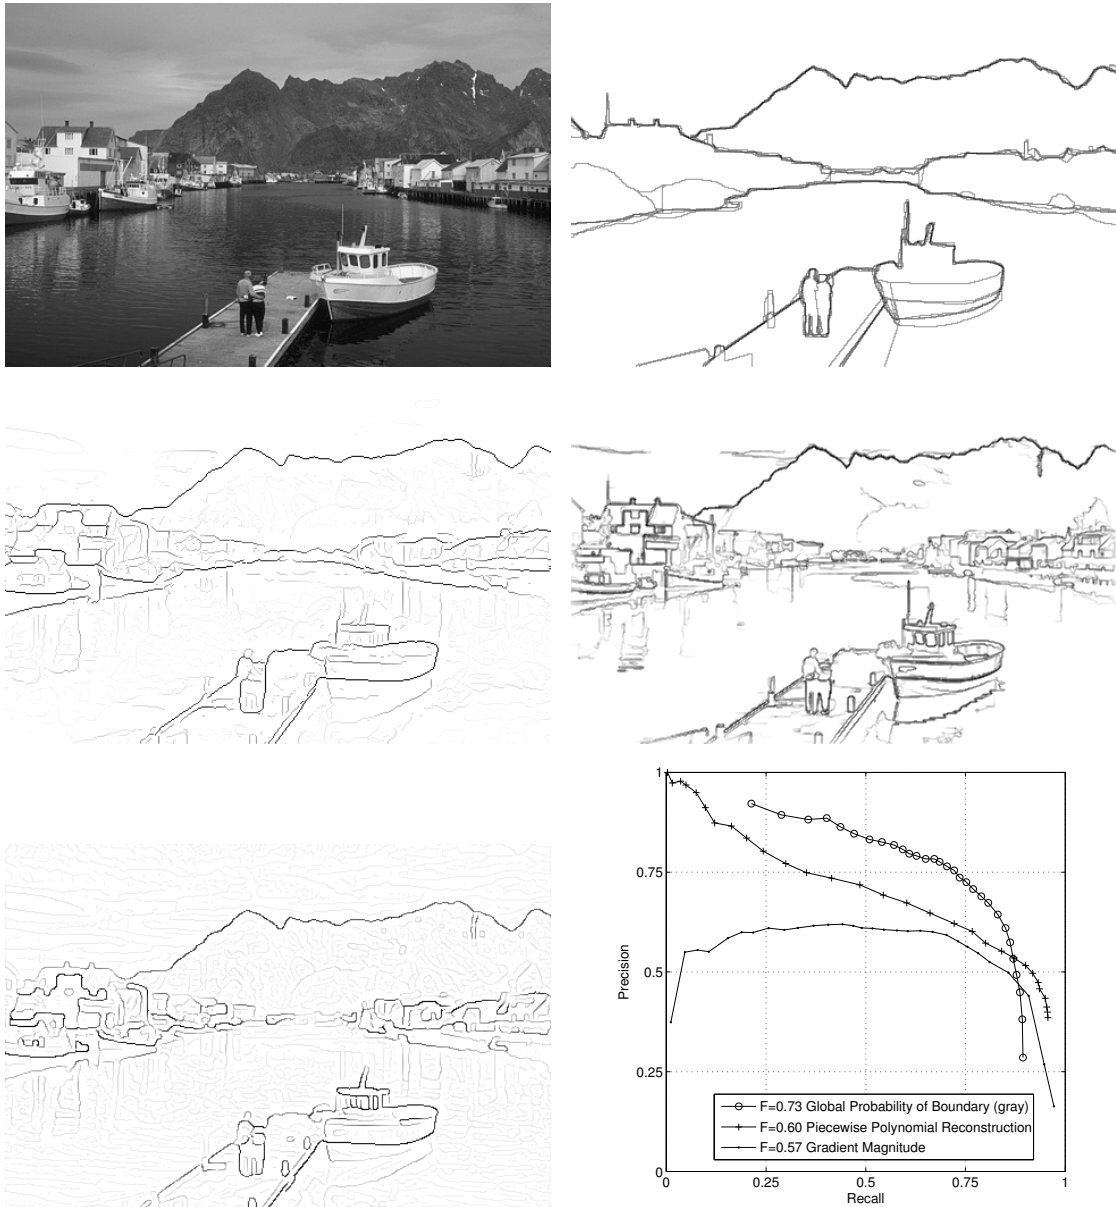 1
0.75
0.5
0.25
0
Precision
F=0.73 Global Probability of Boundary (gray)
F=0.60 Piecewise Polynomial Reconstruction
F=0.57 Gradient Magnitude
0 0.25 0.5 0.75 1
Recall